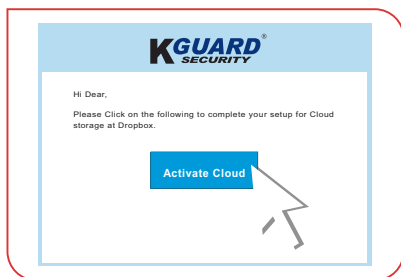 KGUARD®
SECURITY
Hi Dear,
Please Click on the following to complete your setup for Cloud
storage at Dropbox.
Activate Cloud